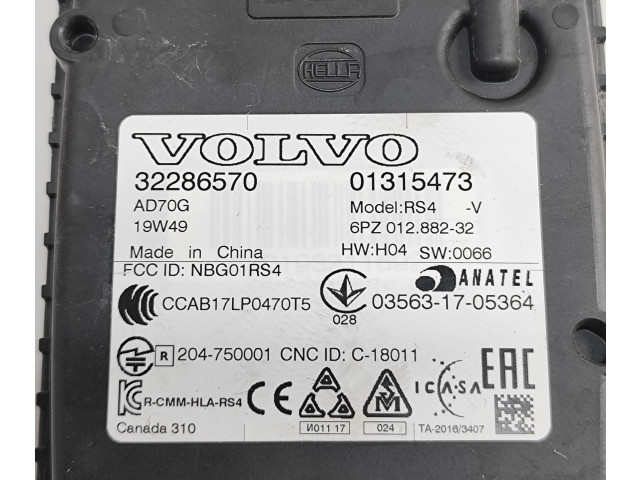 HELLA
VOLVO
32286570 01315473
AD70G Model:RS4 -V
19W49 6PZ 012.882-32
Made in China HW:H04 SW:0066
FCC ID: NBG01RS4
CCAB17LP0470T5 028 ANATEL 03563-17-05364
R 204-750001 CNC ID: C-18011 EAC
R-CMM-HLA-RS4 CE И011 17 024 ICASA
Canada 310 TA-2016/3407